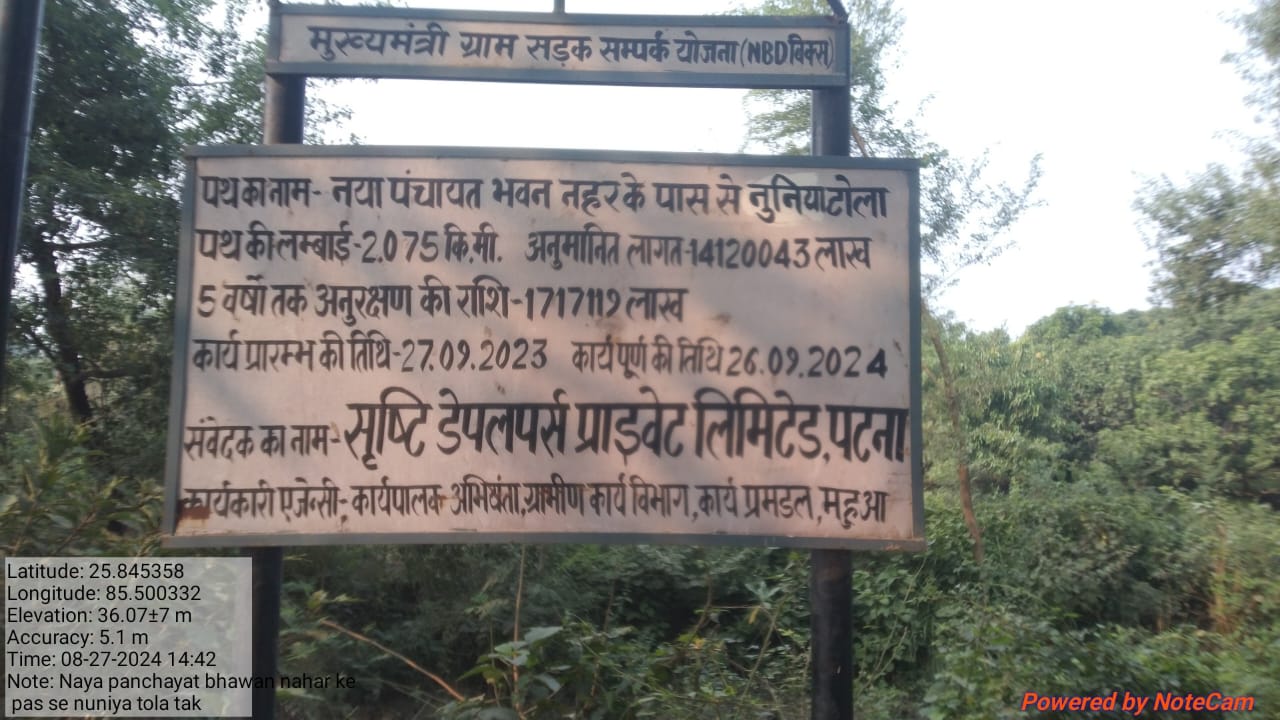 मुख्यमंत्री ग्राम सड़क सम्पर्क योजना (NBDविक्स)
पथ का नाम- नया पंचायत भवन नहर के पास से नुनियाटोला
पथ की लम्बाई-2.075 कि.मी. अनुमानित लागत-14120043 लाख
5 वर्षो तक अनुरक्षण की राशि-1717119 लाख
कार्य प्रारम्भ की तिथि-27.09.2023 कार्य पूर्ण की तिथि 26.09.2024
संवेदक का नाम-सृष्टि डेपलपर्स प्राइवेट लिमिटेड,पटना
कार्यकारी एजेन्सी-कार्यपालक अभियंता,ग्रामीण कार्य विभाग,कार्य प्रमडल,महुआ
Latitude: 25.845358
Longitude: 85.500332
Elevation: 36.07±7 m
Accuracy: 5.1 m
Time: 08-27-2024 14:42
Note: Naya panchayat bhawan nahar ke
pas se nuniya tola tak
Powered by NoteCam